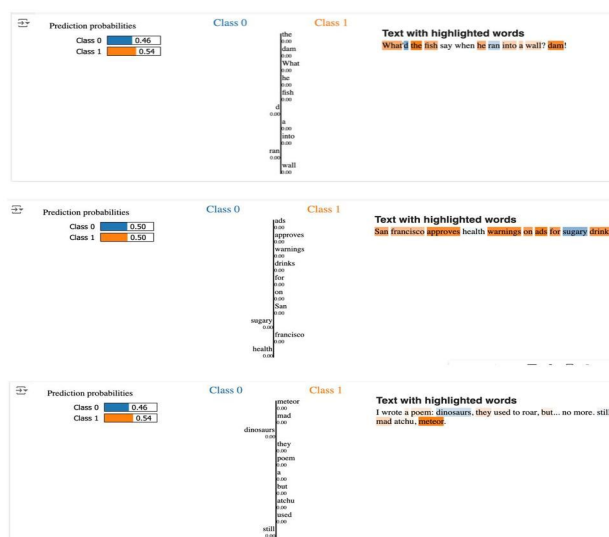 Prediction probabilities
Class 0 0.46
Class 1 0.54
Class 0 Class 1
the
0.00
dam
0.00
What
0.00
he
0.00
fish
0.00
d
0.00
a
0.00
into
0.00
ran
0.00
wall
0.00
Text with highlighted words
What'd the fish say when he ran into a wall? dam!
Prediction probabilities
Class 0 0.50
Class 1 0.50
Class 0 Class 1
ads
0.00
approves
0.00
warnings
0.00
drinks
0.00
for
0.00
on
0.00
San
0.00
sugary
0.00
francisco
0.00
health
0.00
Text with highlighted words
San francisco approves health warnings on ads for sugary drink
Prediction probabilities
Class 0 0.46
Class 1 0.54
Class 0 Class 1
meteor
0.00
mad
0.00
dinosaurs
0.00
they
0.00
poem
0.00
a
0.00
but
0.00
atchu
0.00
used
0.00
still
0.00
Text with highlighted words
I wrote a poem: dinosaurs, they used to roar, but... no more. still
mad atchu, meteor.